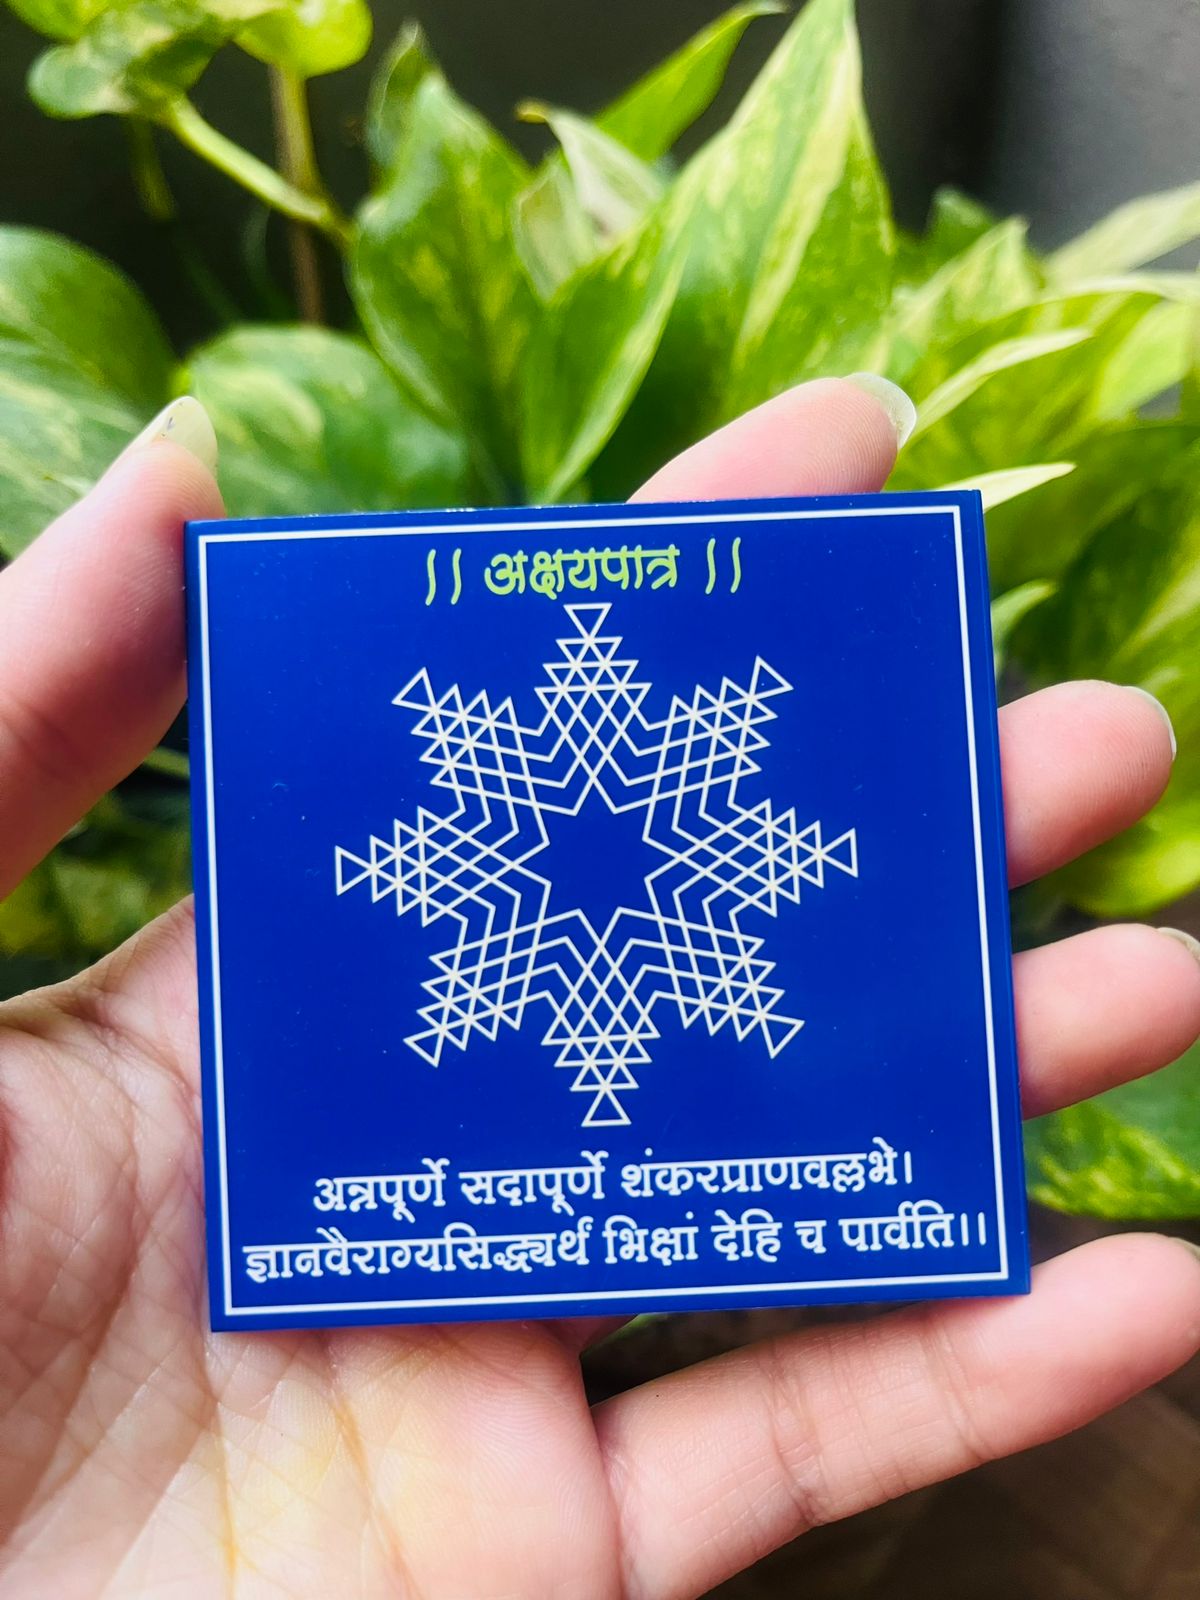 || अक्षयपात्र ||
अन्नपूर्णे सदापूर्णे शंकरप्राणवल्लभे।
ज्ञानवैराग्यसिद्ध्यर्थं भिक्षां देहि च पार्वति।।